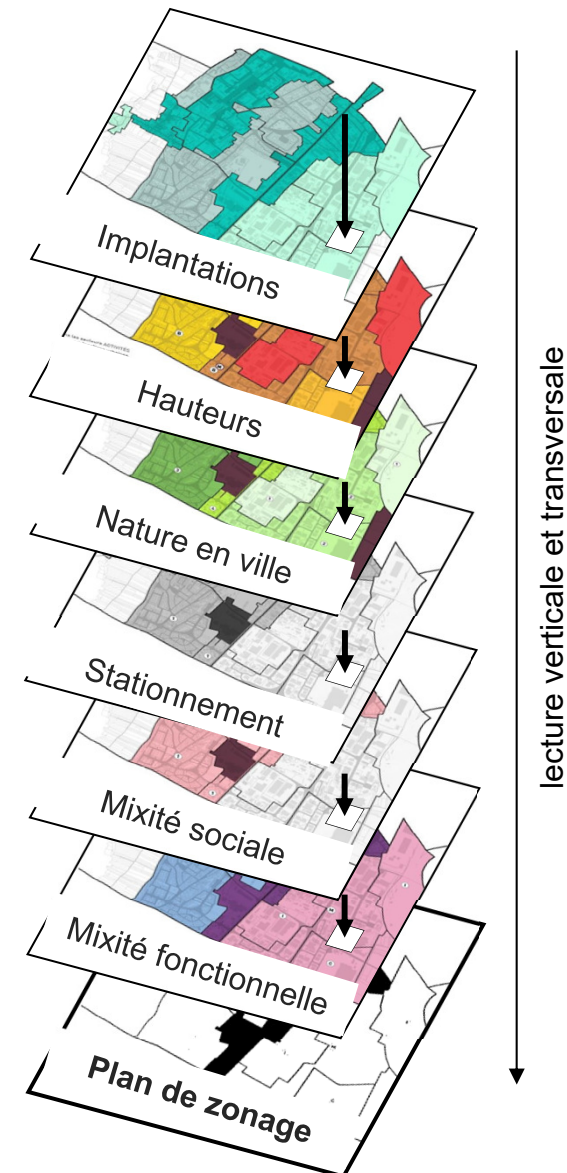 Implantations
Hauteurs
Nature en ville
Stationnement
Mixité sociale
Mixité fonctionnelle
Plan de zonage
lecture verticale et transversale